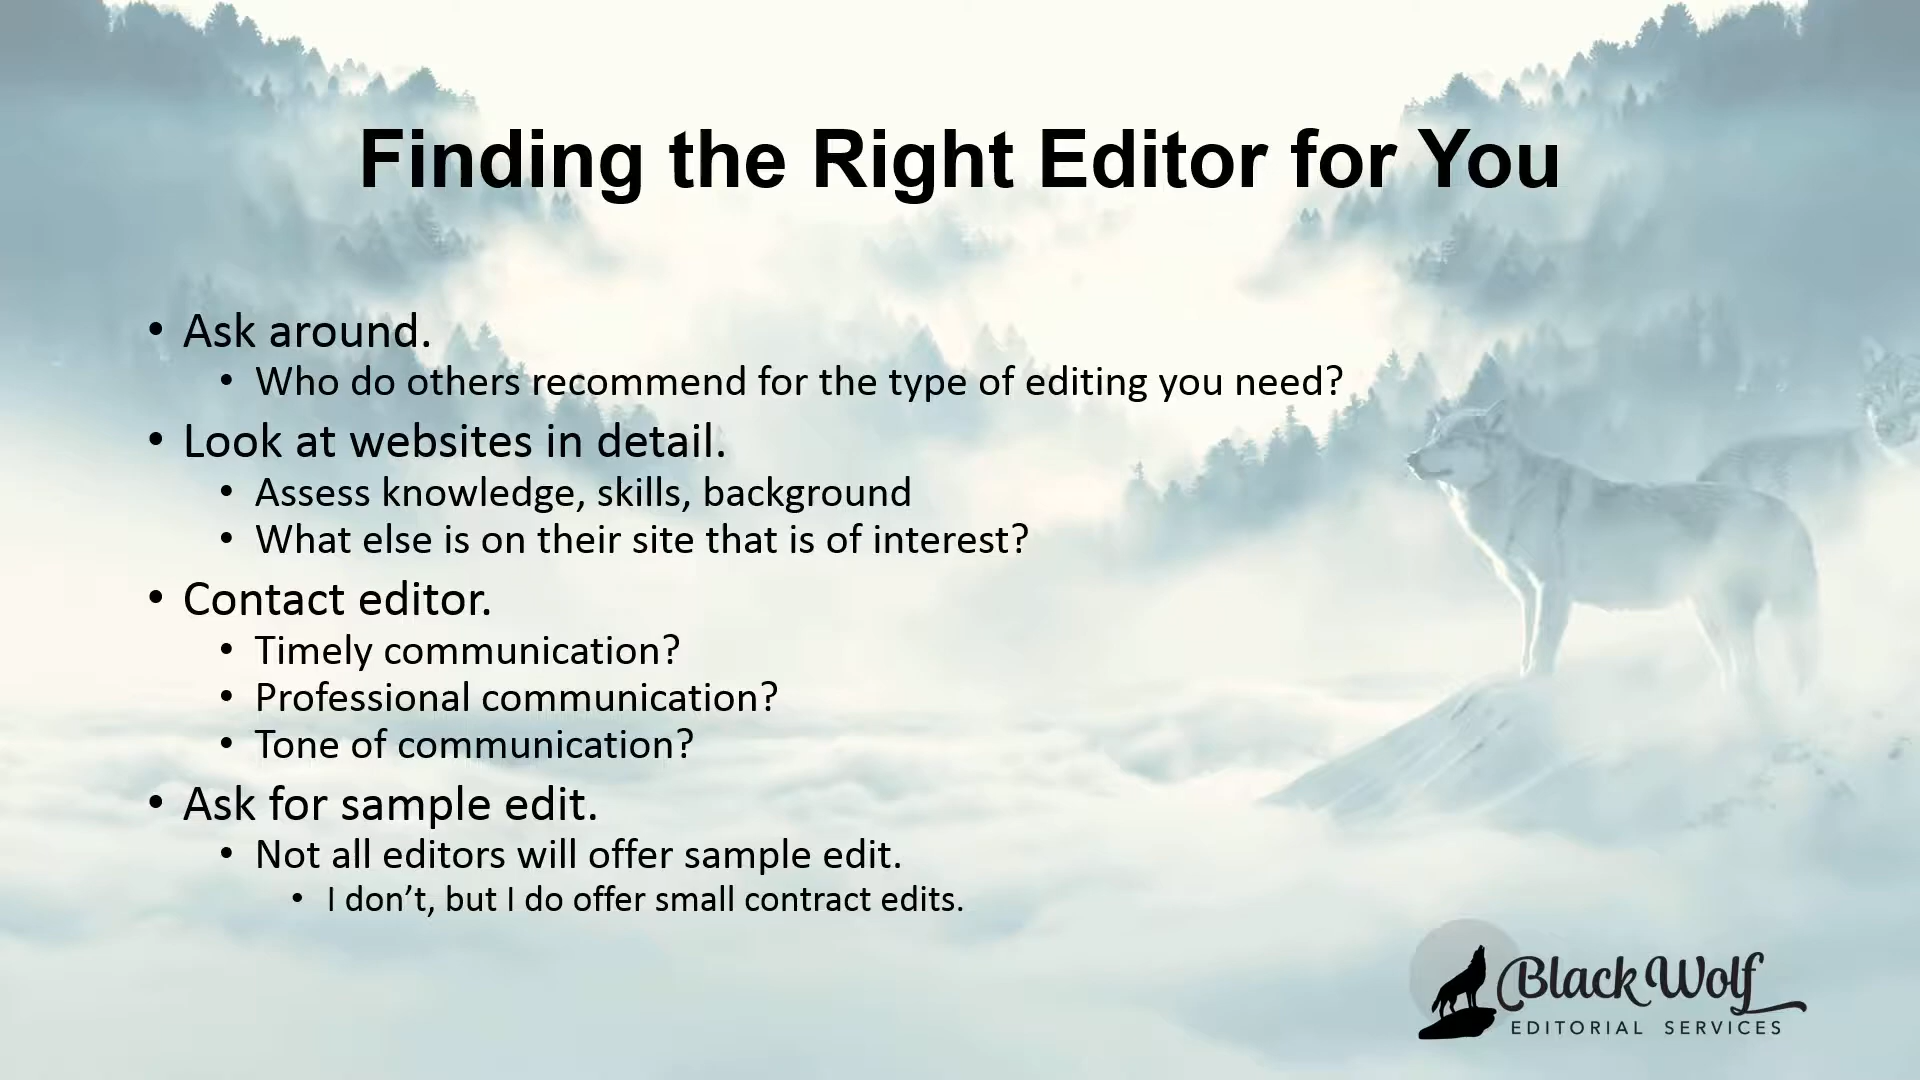 Finding the Right Editor for You
• Ask around.
• Who do others recommend for the type of editing you need?
• Look at websites in detail.
• Assess knowledge, skills, background
• What else is on their site that is of interest?
• Contact editor.
• Timely communication?
• Professional communication?
• Tone of communication?
• Ask for sample edit.
• Not all editors will offer sample edit.
• I don’t, but I do offer small contract edits.
Black Wolf
EDITORIAL SERVICES